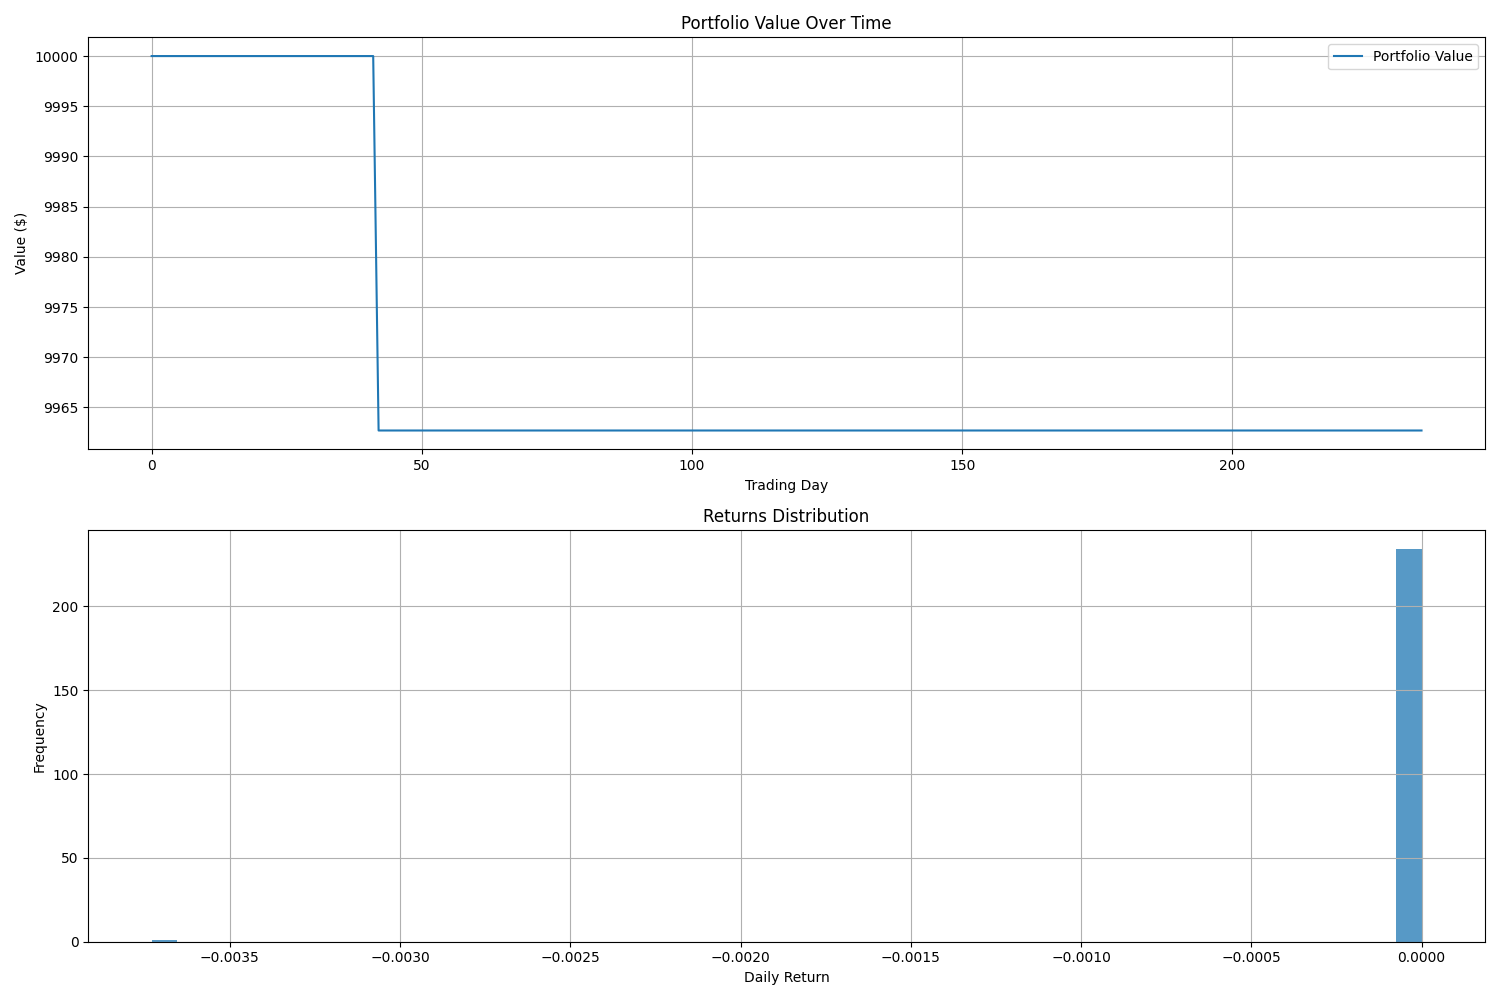 Portfolio Value Over Time
Portfolio Value
10000
9995
9990
9985
9980
9975
9970
9965
Value ($)
0 50 100 150 200
Trading Day
Returns Distribution
200
150
100
50
0
Frequency
−0.0035 −0.0030 −0.0025 −0.0020 −0.0015 −0.0010 −0.0005 0.0000
Daily Return